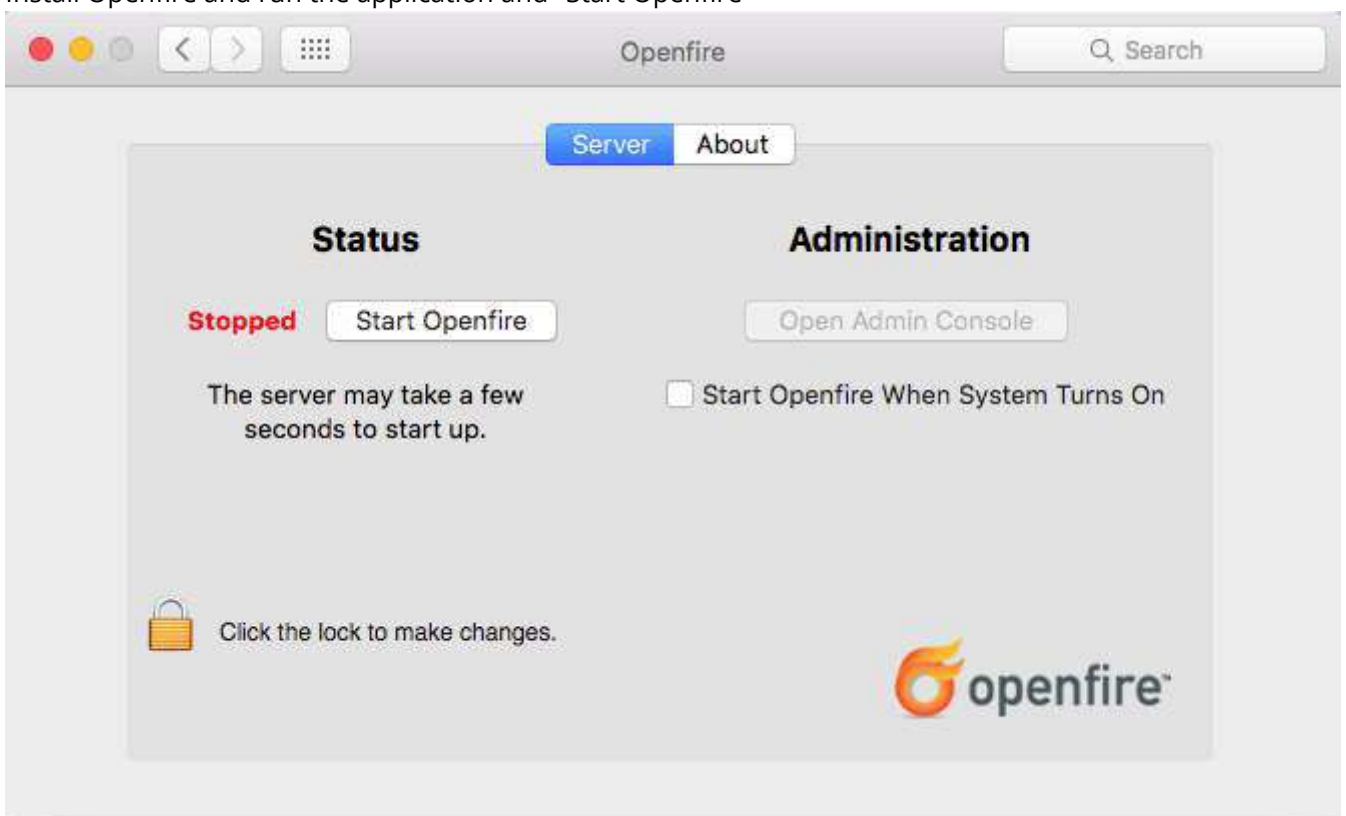 Install Openfire and run the application and "Start Openfire"
Openfire
Search
Server
About
Status
Administration
Stopped
Start Openfire
Open Admin Console
The server may take a few
seconds to start up.
Start Openfire When System Turns On
Click the lock to make changes.
openfire™